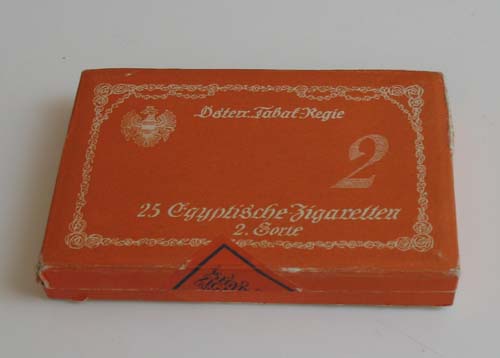 Österr. Tabak-Regie
2
25 Egyptische Zigaretten
2. Sorte